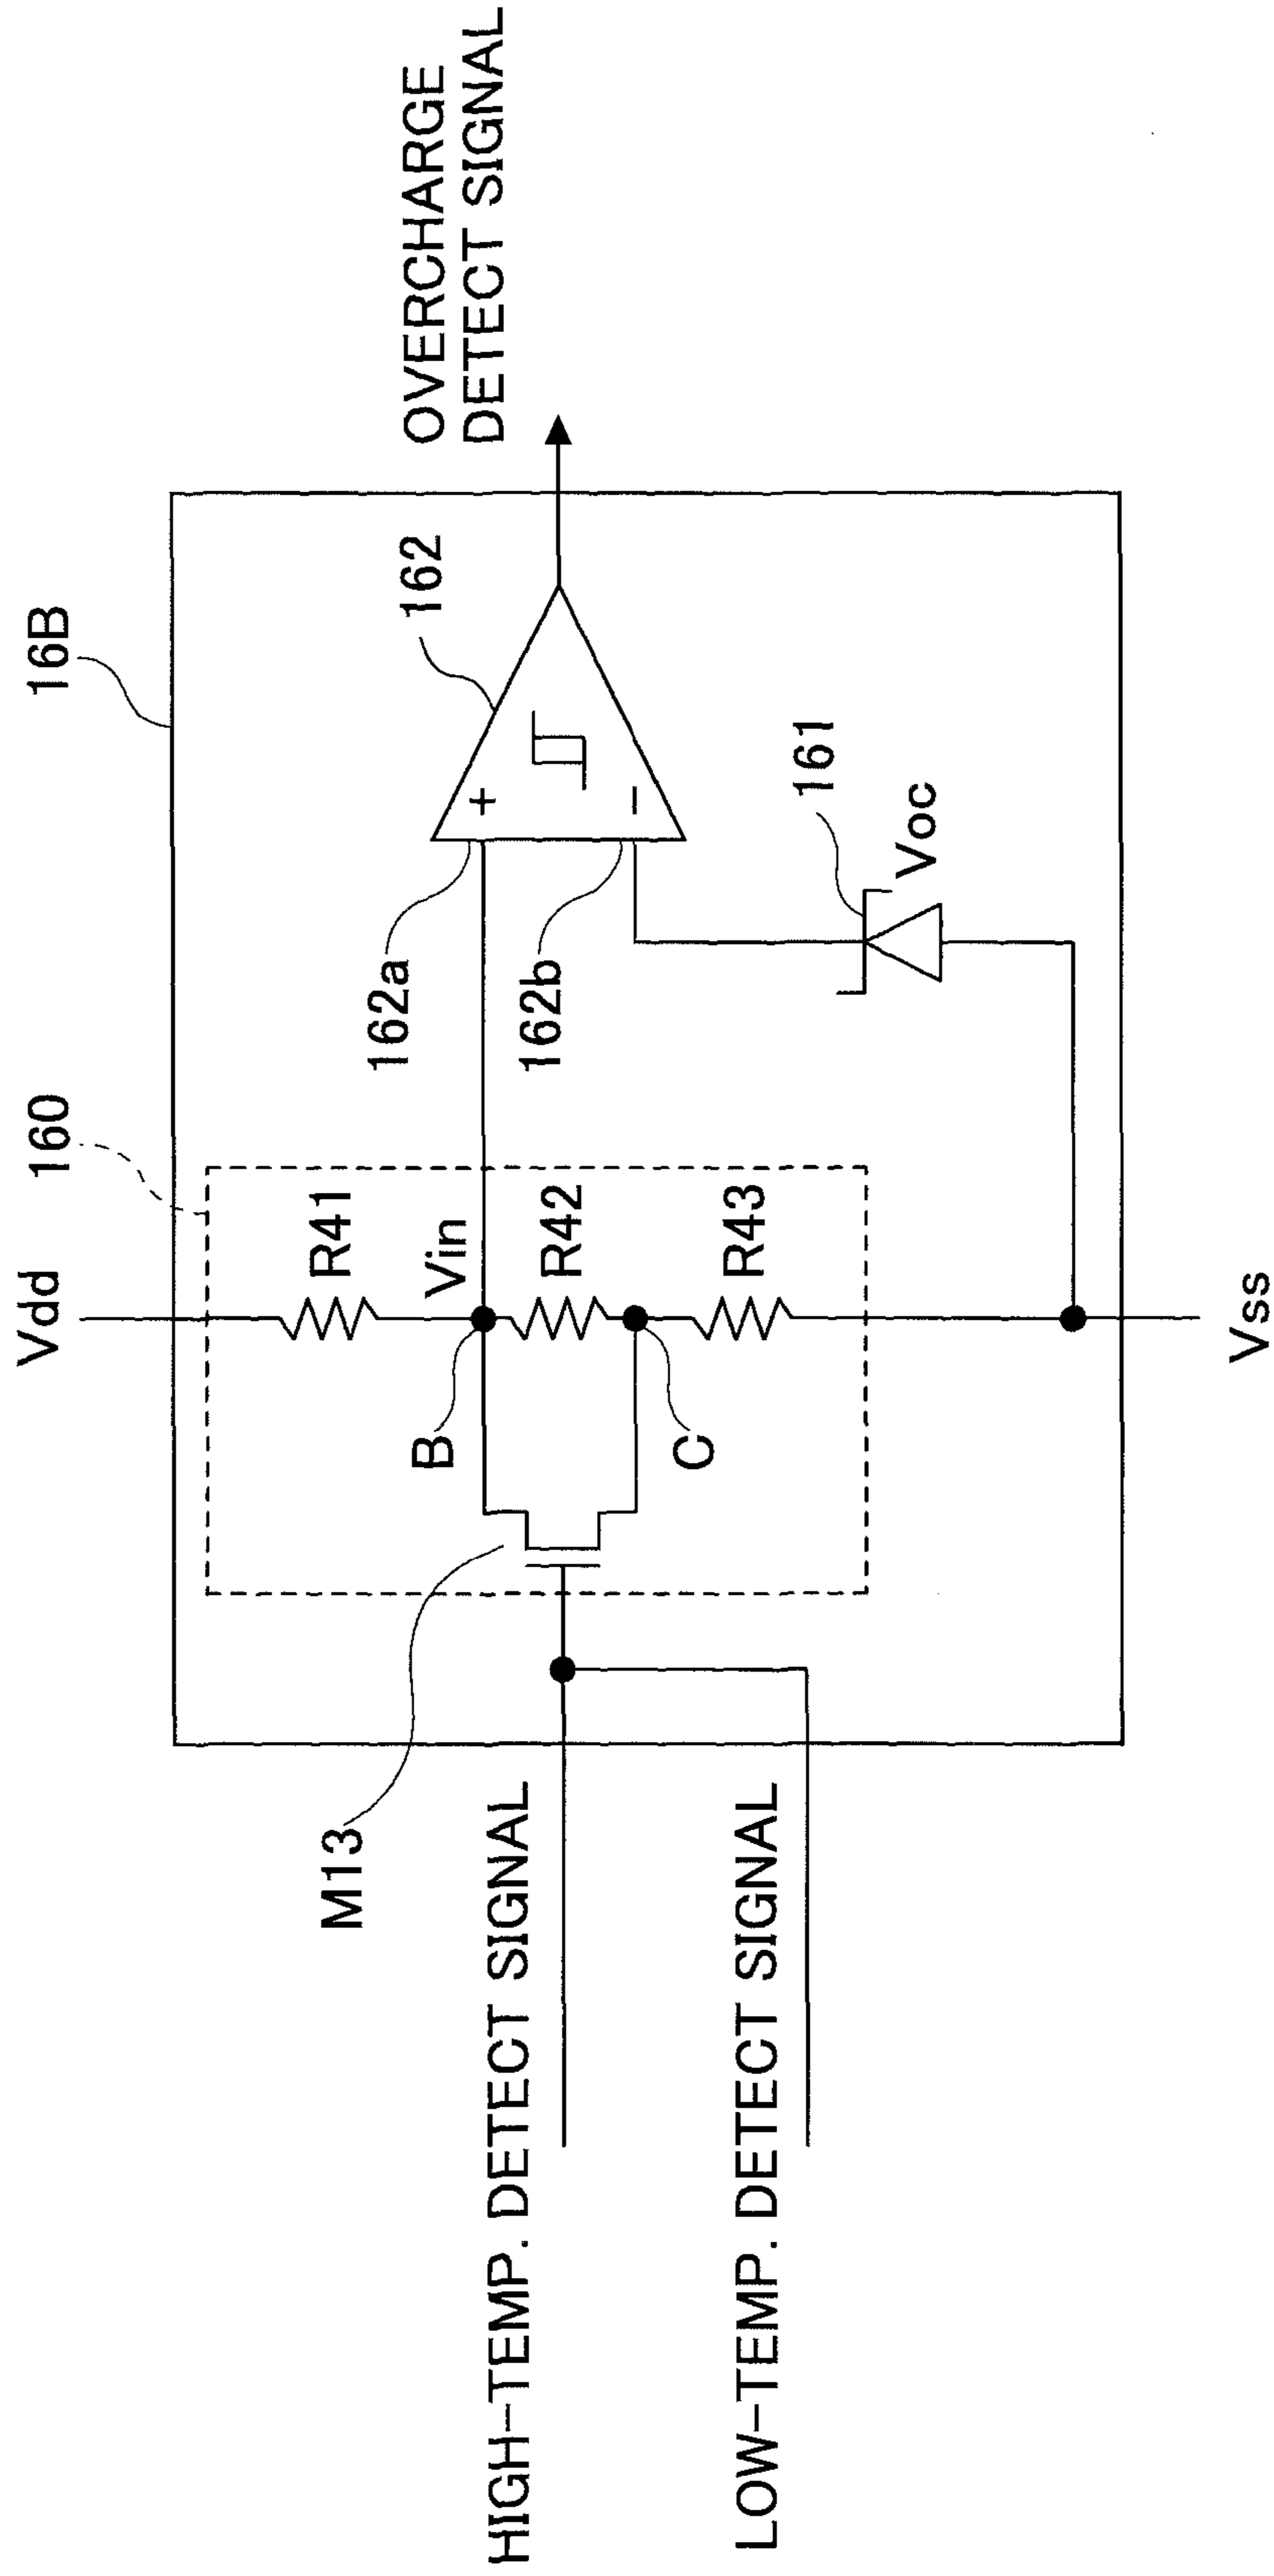 16B
160
Vdd
OVERCHARGE
DETECT SIGNAL
162
R41
Vin
162a
+
B
M13
R42
162b
−
HIGH-TEMP. DETECT SIGNAL
C
R43
161
Voc
LOW-TEMP. DETECT SIGNAL
Vss